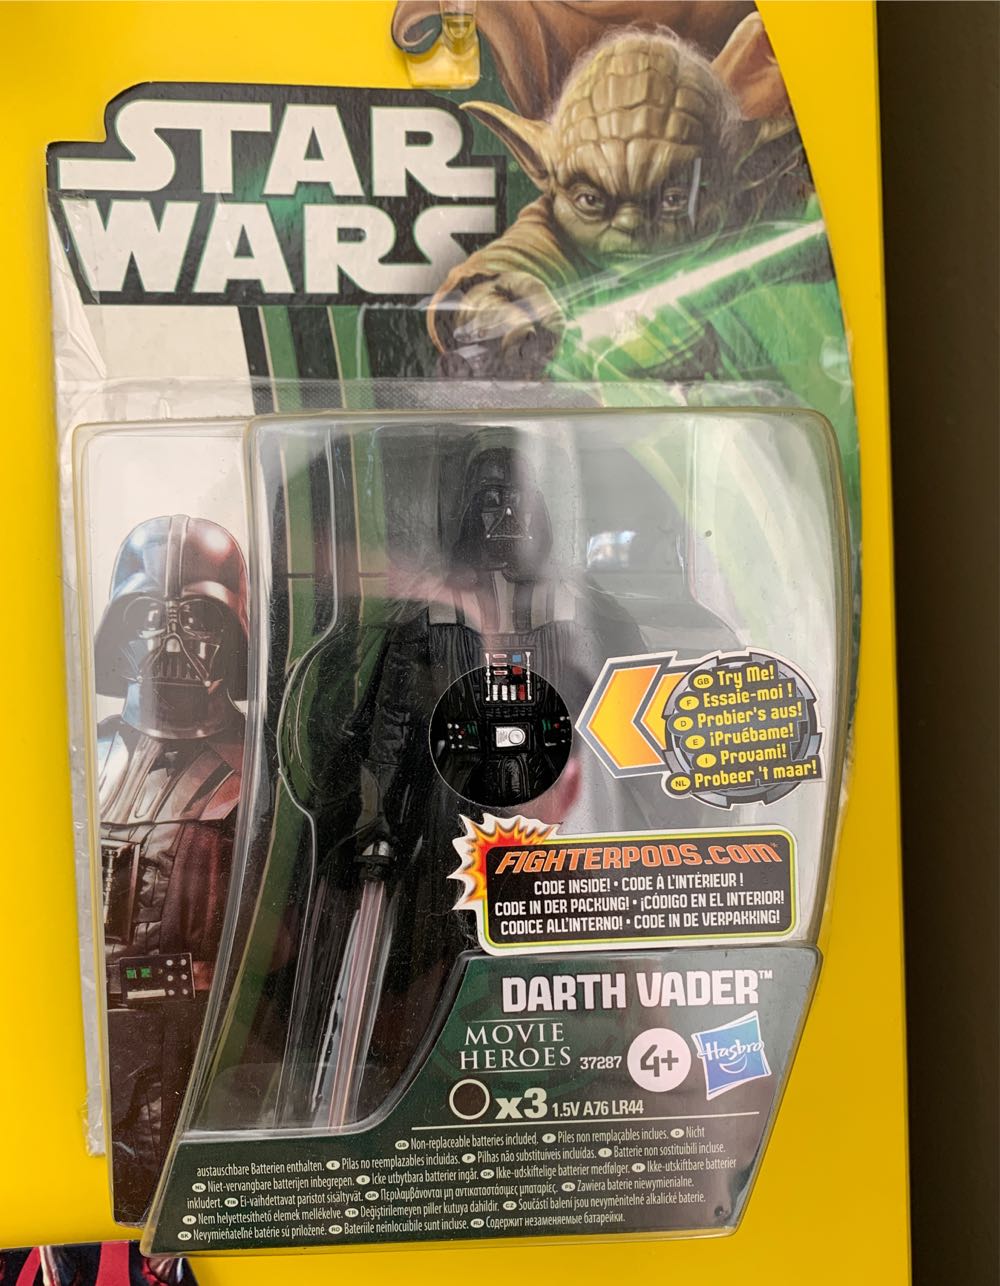 STAR
WARS
GB Try Me!
F Essaie-moi !
D Probier's aus!
E ¡Pruébame!
I Provami!
NL Probeer 't maar!
FIGHTERPODS.COM
CODE INSIDE! • CODE À L'INTÉRIEUR !
CODE IN DER PACKUNG! • ¡CÓDIGO EN EL INTERIOR!
CODICE ALL'INTERNO! • CODE IN DE VERPAKKING!
DARTH VADER™
MOVIE
HEROES 37287 4+ Hasbro
x3 1.5V A76 LR44
GB Non-replaceable batteries included. F Piles non remplaçables inclues. D Nicht
austauschbare Batterien enthalten. E Pilas no reemplazables incluidas. P Pilhas não substituíveis incluídas. I Batterie non sostituibili incluse.
NL Niet-vervangbare batterijen inbegrepen. S Icke utbytbara batterier ingår. DK Ikke-udskiftelige batterier medfølger. N Ikke-utskiftbare batterier
inkludert. FIN Ei-vaihdettavat paristot sisältyvät. GR Περιλαμβάνονται μη αντικαταστάσιμες μπαταρίες. PL Zawiera baterie niewymienialne.
H Nem helyettesíthető elemek mellékelve. TR Değiştirilemeyen piller kutuya dahildir. CZ Součástí balení jsou nevyměnitelné alkalické baterie.
SK Nevymieňateľné batérie sú priložené. RO Bateriile neinlocuibile sunt incluse. RU Содержит незаменяемые батарейки.